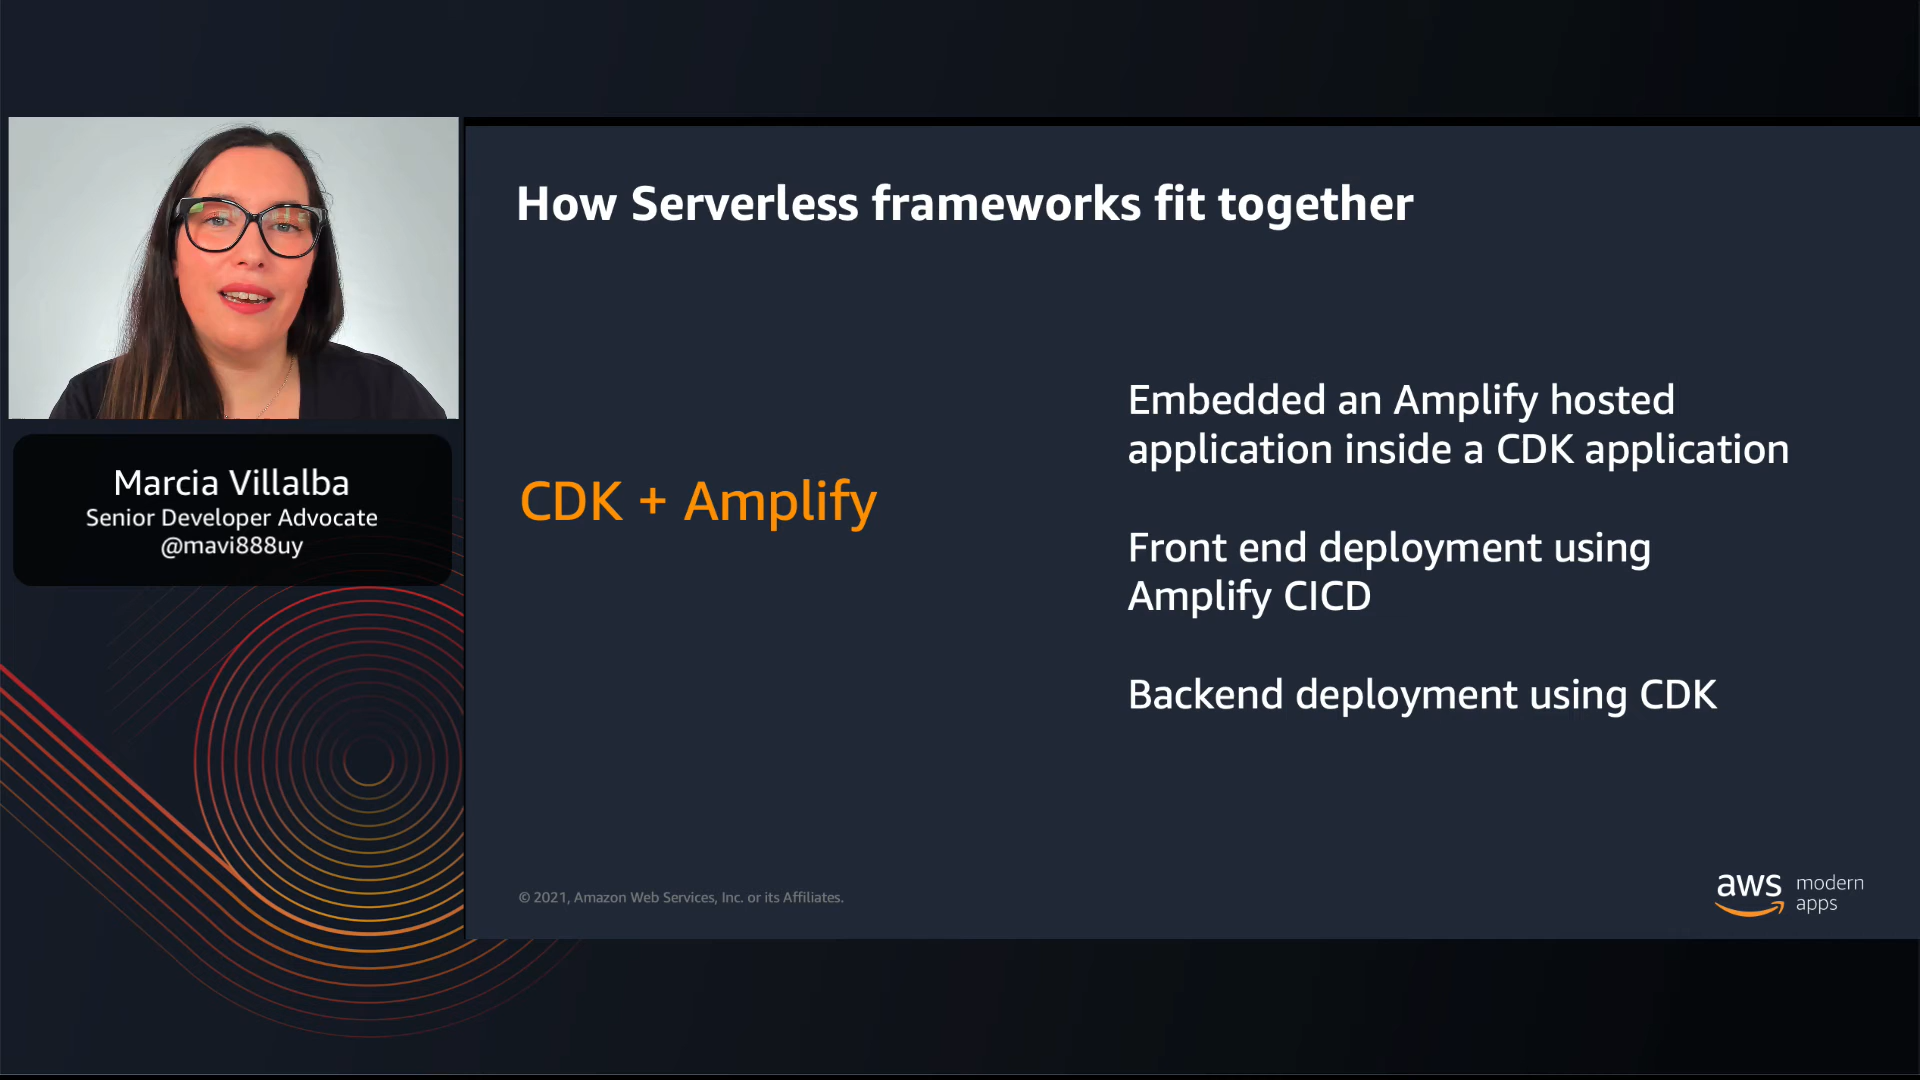 How Serverless frameworks fit together
Marcia Villalba
Senior Developer Advocate
@mavi888uy
CDK + Amplify
Embedded an Amplify hosted
application inside a CDK application
Front end deployment using
Amplify CICD
Backend deployment using CDK
© 2021, Amazon Web Services, Inc. or its Affiliates.
aws modern
apps